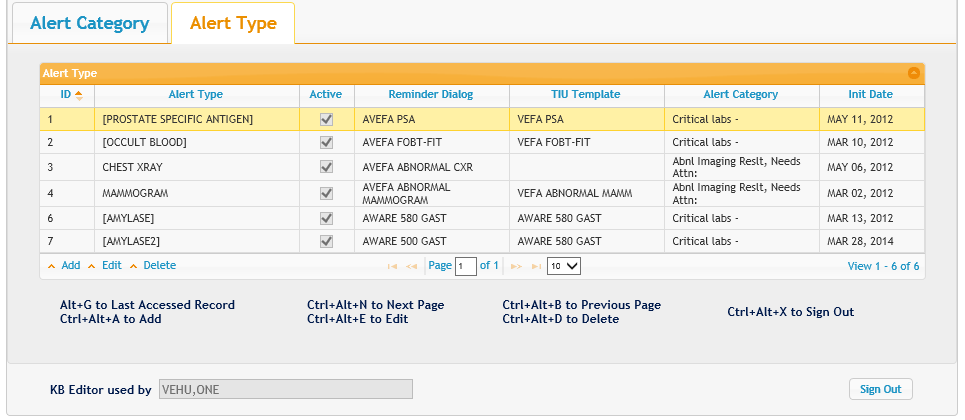 Alert Category Alert Type
Alert Type
ID Alert Type Active Reminder Dialog TIU Template Alert Category Init Date
1 [PROSTATE SPECIFIC ANTIGEN] AVEFA PSA VEFA PSA Critical labs - MAY 11, 2012
2 [OCCULT BLOOD] AVEFA FOBT-FIT VEFA FOBT-FIT Critical labs - MAR 10, 2012
3 CHEST XRAY AVEFA ABNORMAL CXR Abnl Imaging Reslt, Needs
Attn: MAY 06, 2012
4 MAMMOGRAM AVEFA ABNORMAL
MAMMOGRAM VEFA ABNORMAL MAMM Abnl Imaging Reslt, Needs
Attn: MAR 02, 2012
6 [AMYLASE] AWARE 580 GAST AWARE 580 GAST Critical labs - MAR 13, 2012
7 [AMYLASE2] AWARE 500 GAST AWARE 580 GAST Critical labs - MAR 28, 2014
Add Edit Delete Page 1 of 1 10 View 1 - 6 of 6
Alt+G to Last Accessed Record Ctrl+Alt+N to Next Page Ctrl+Alt+B to Previous Page Ctrl+Alt+X to Sign Out
Ctrl+Alt+A to Add Ctrl+Alt+E to Edit Ctrl+Alt+D to Delete
KB Editor used by VEHU,ONE Sign Out